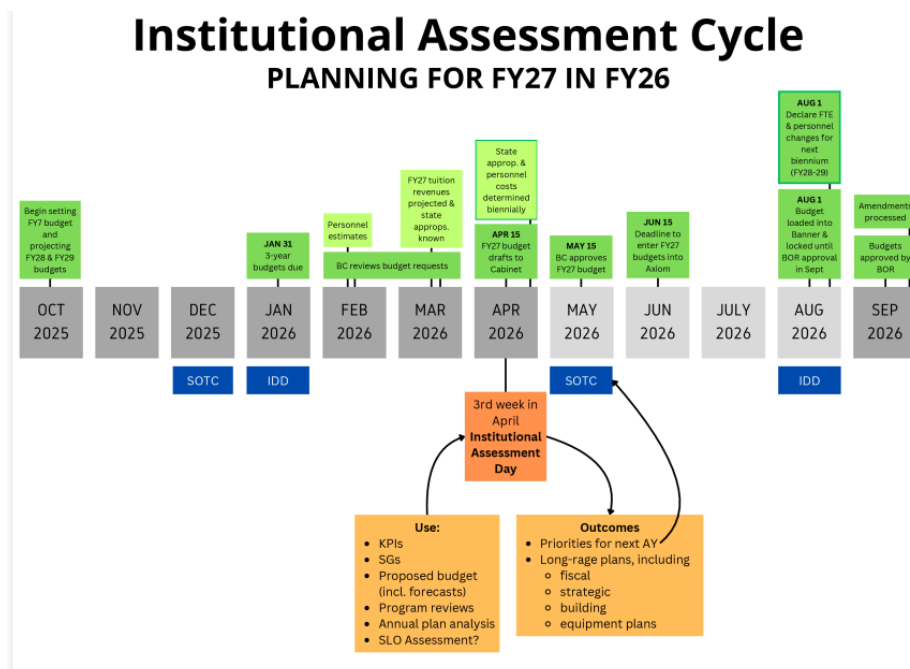 Institutional Assessment Cycle
PLANNING FOR FY27 IN FY26
Begin setting
FY7 budget
and
projecting
FY28 & FY29
budgets
JAN 31
3-year
budgets due
Personnel
estimates
FY27 tuition
revenues
projected &
state
approps.
known
BC reviews budget requests
State
approp. &
personnel
costs
determined
biennially
APR 15
FY27 budget
drafts to
Cabinet
MAY 15
BC approves
FY27 budget
JUN 15
Deadline to
enter FY27
budgets into
Axiom
AUG 1
Declare FTE
& personnel
changes for
next
biennium
(FY28-29)
AUG 1
Budget
loaded into
Banner &
locked until
BOR approval
in Sept
Amendments
processed
Budgets
approved by
BOR
OCT
2025
NOV
2025
DEC
2025
JAN
2026
FEB
2026
MAR
2026
APR
2026
MAY
2026
JUN
2026
JULY
2026
AUG
2026
SEP
2026
SOTC
IDD
SOTC
IDD
3rd week in
April
Institutional
Assessment
Day
Use:
• KPIs
• SGs
• Proposed budget
(incl. forecasts)
• Program reviews
• Annual plan analysis
• SLO Assessment?
Outcomes
• Priorities for next AY
• Long-rage plans, including
○ fiscal
○ strategic
○ building
○ equipment plans